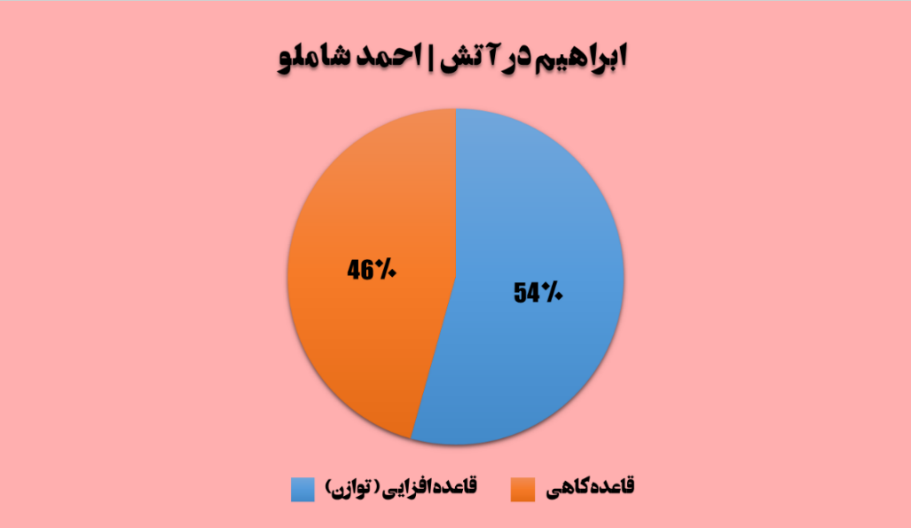 ابراهیم در آتش | احمد شاملو
46%
54%
قاعده‌افزایی (توازن)
قاعده‌کاهی